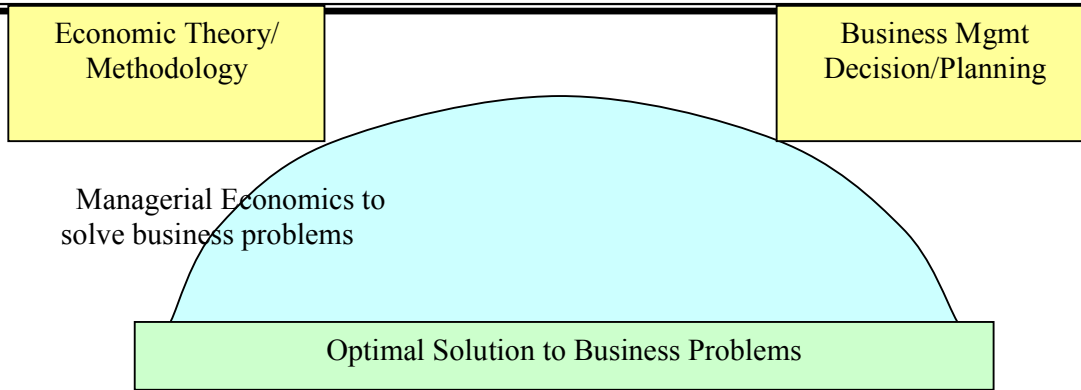 Economic Theory/
Methodology
Business Mgmt
Decision/Planning
Managerial Economics to
solve business problems
Optimal Solution to Business Problems